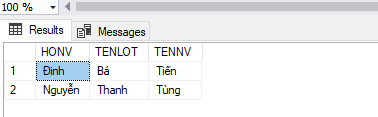 100 %
Results Messages
HONV TENLOT TENNV
1 Đinh Bá Tiến
2 Nguyễn Thanh Tùng